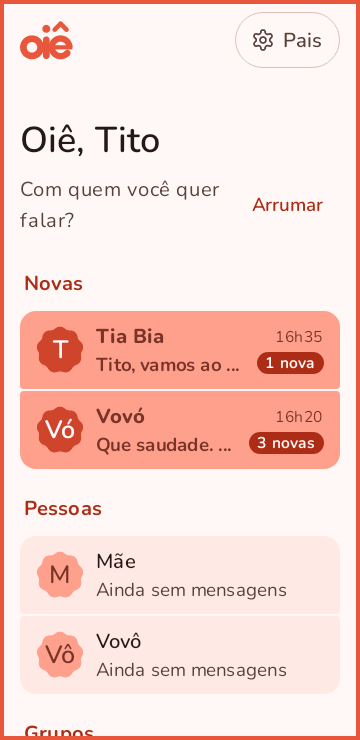 oiê
Pais
Oiê, Tito
Com quem você quer
falar?
Arrumar
Novas
T
Tia Bia
16h35
Tito, vamos ao ...
1 nova
Vó
Vovó
16h20
Que saudade. ...
3 novas
Pessoas
M
Mãe
Ainda sem mensagens
Vô
Vovô
Ainda sem mensagens
Grupos